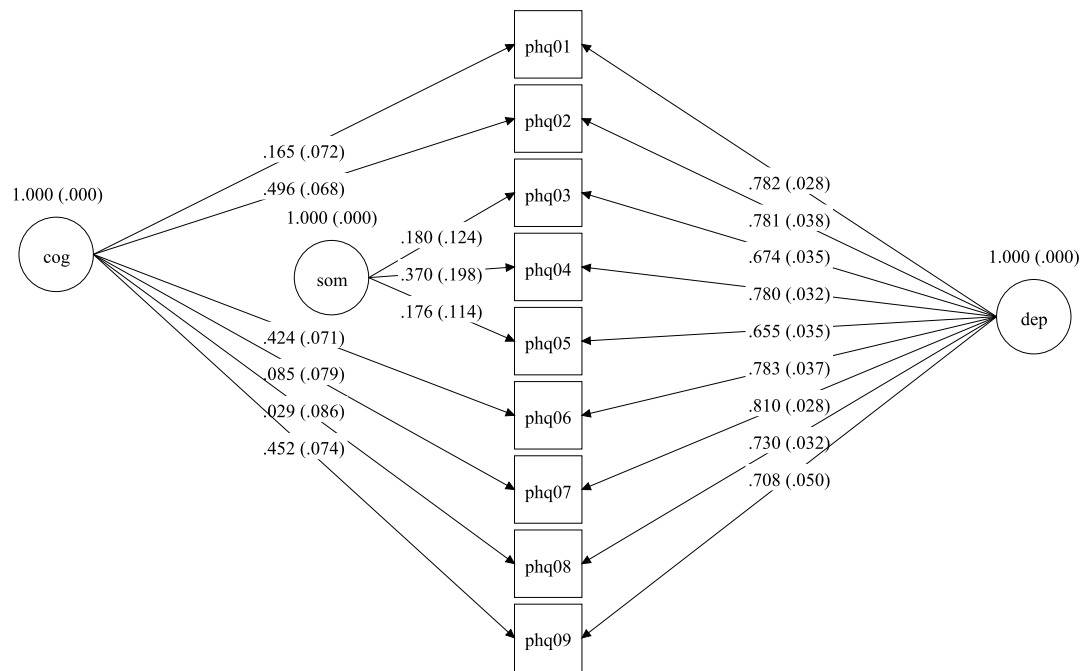 phq01
phq02
.165 (.072)
.782 (.028)
.496 (.068)
1.000 (.000)
phq03
1.000 (.000)
.781 (.038)
.180 (.124)
cog
.674 (.035)
1.000 (.000)
phq04
.370 (.198)
som
.780 (.032)
.176 (.114)
dep
.655 (.035)
.424 (.071)
phq05
.783 (.037)
.085 (.079)
.029 (.086)
phq06
.810 (.028)
.452 (.074)
.730 (.032)
.708 (.050)
phq07
phq08
phq09